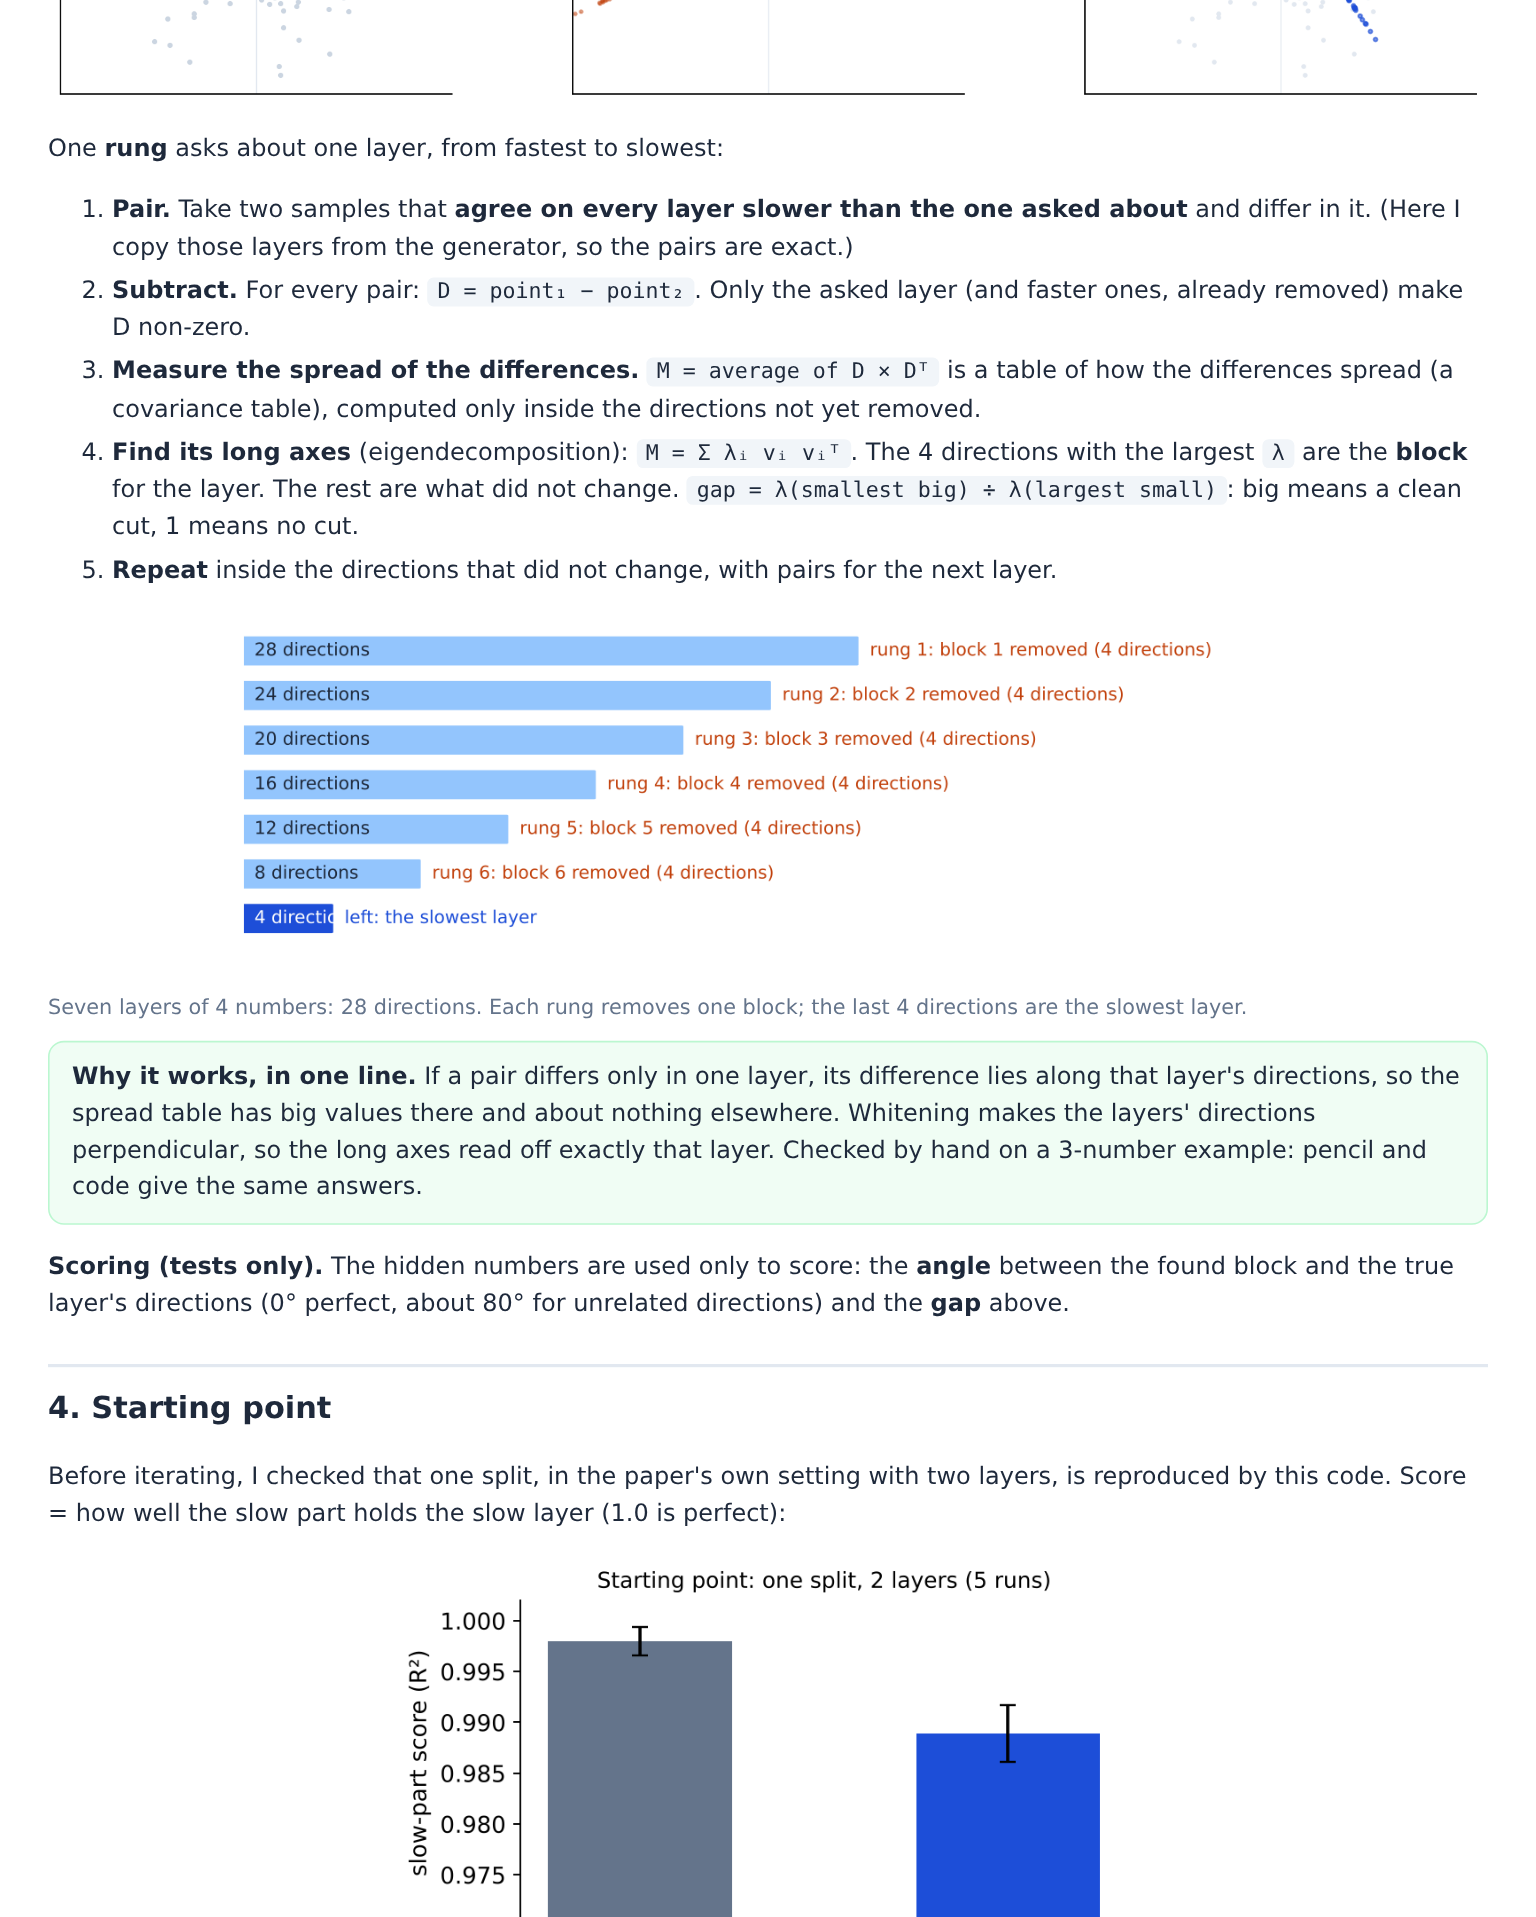 One rung asks about one layer, from fastest to slowest:
1. Pair. Take two samples that agree on every layer slower than the one asked about and differ in it. (Here I
copy those layers from the generator, so the pairs are exact.)
2. Subtract. For every pair: D = point₁ − point₂. Only the asked layer (and faster ones, already removed) make
D non-zero.
3. Measure the spread of the differences. M = average of D × Dᵀ is a table of how the differences spread (a
covariance table), computed only inside the directions not yet removed.
4. Find its long axes (eigendecomposition): M = Σ λᵢ vᵢ vᵢᵀ. The 4 directions with the largest λ are the block
for the layer. The rest are what did not change. gap = λ(smallest big) ÷ λ(largest small): big means a clean
cut, 1 means no cut.
5. Repeat inside the directions that did not change, with pairs for the next layer.
28 directions rung 1: block 1 removed (4 directions)
24 directions rung 2: block 2 removed (4 directions)
20 directions rung 3: block 3 removed (4 directions)
16 directions rung 4: block 4 removed (4 directions)
12 directions rung 5: block 5 removed (4 directions)
8 directions rung 6: block 6 removed (4 directions)
4 directic left: the slowest layer
Seven layers of 4 numbers: 28 directions. Each rung removes one block; the last 4 directions are the slowest layer.
Why it works, in one line. If a pair differs only in one layer, its difference lies along that layer's directions, so the
spread table has big values there and about nothing elsewhere. Whitening makes the layers' directions
perpendicular, so the long axes read off exactly that layer. Checked by hand on a 3-number example: pencil and
code give the same answers.
Scoring (tests only). The hidden numbers are used only to score: the angle between the found block and the true
layer's directions (0° perfect, about 80° for unrelated directions) and the gap above.
4. Starting point
Before iterating, I checked that one split, in the paper's own setting with two layers, is reproduced by this code. Score
= how well the slow part holds the slow layer (1.0 is perfect):
Starting point: one split, 2 layers (5 runs)
slow-part score (R²)
1.000
0.995
0.990
0.985
0.980
0.975